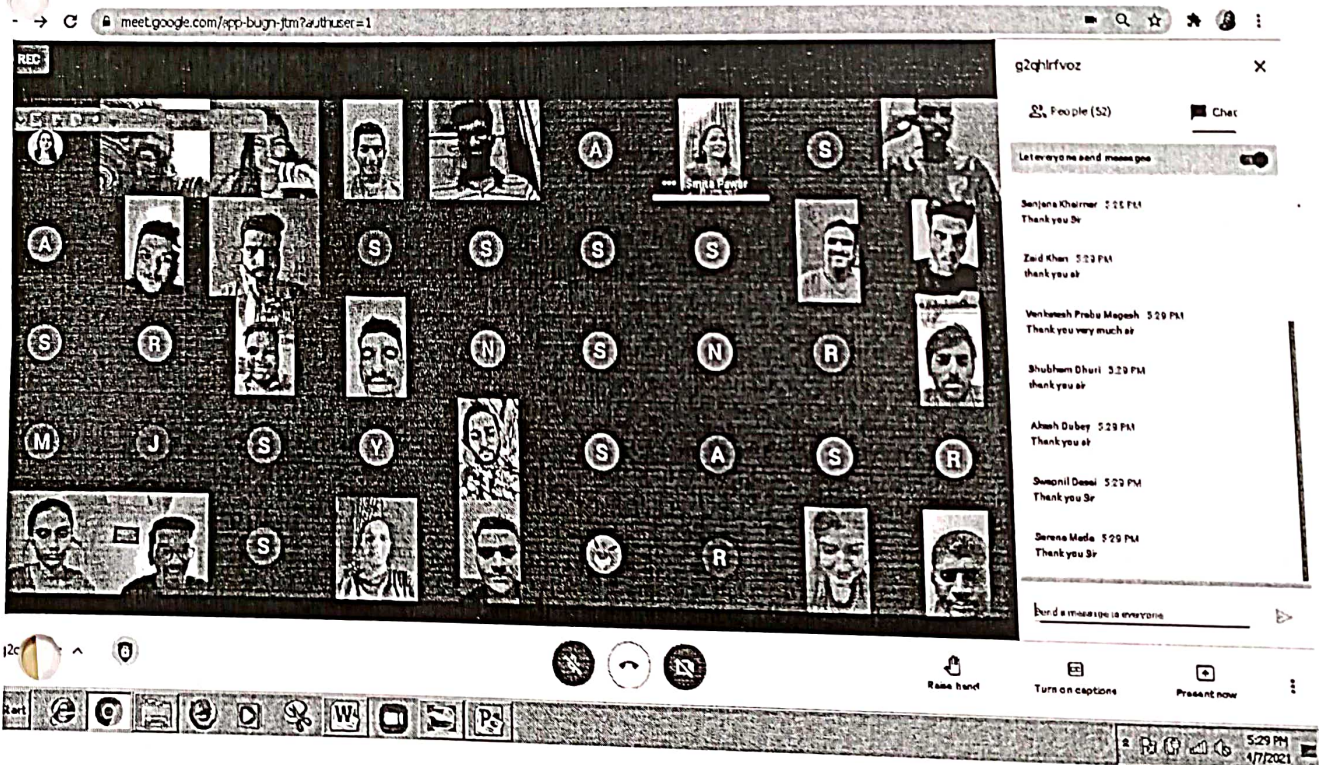 meet.google.com/app-bugn-jtm?authuser=1
REC
g2qhlrfvoz
People (52)
Chat
Let everyone send messages
A
Smita Pawar
S
A
S
S
S
S
S
R
N
S
N
R
M
J
S
Y
S
A
S
R
S
R
Sanjana Khairnar 5:28 PM
Thank you Sir
Zaid Khan 5:29 PM
thank you sir
Venkatesh Prabu Magesh 5:29 PM
Thank you very much sir
Shubham Dhuri 5:29 PM
thank you sir
Akash Dubey 5:29 PM
Thank you sir
Swapnil Desai 5:29 PM
Thank you Sir
Serena Mada 5:29 PM
Thank you Sir
Send a message to everyone
Raise hand
Turn on captions
Present now
5:29 PM
4/7/2021